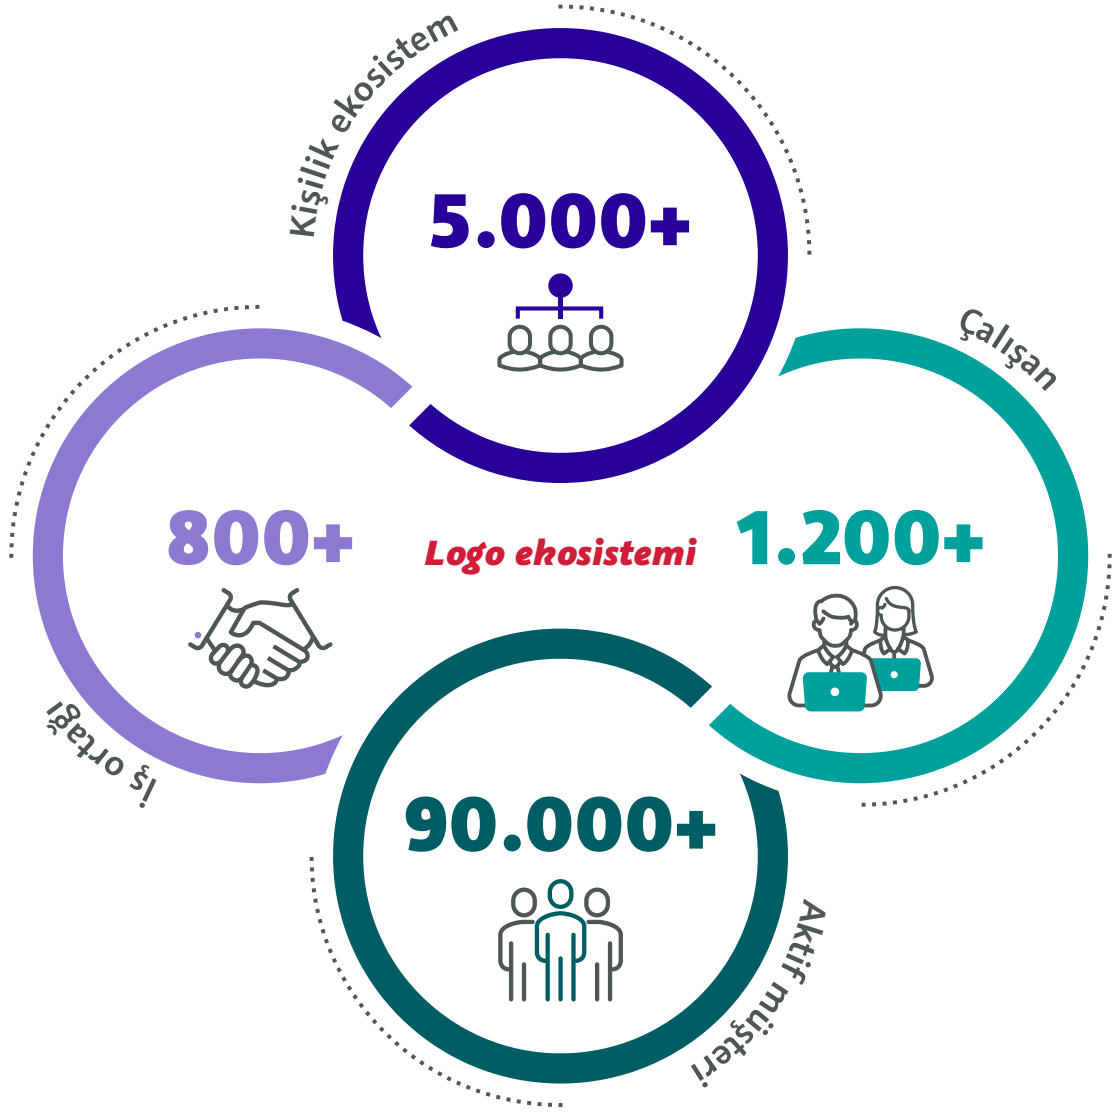 Kişilik ekosistem
5.000+
Çalışan
800+
Logo ekosistemi
1.200+
İş ortağı
90.000+
Aktif müşteri